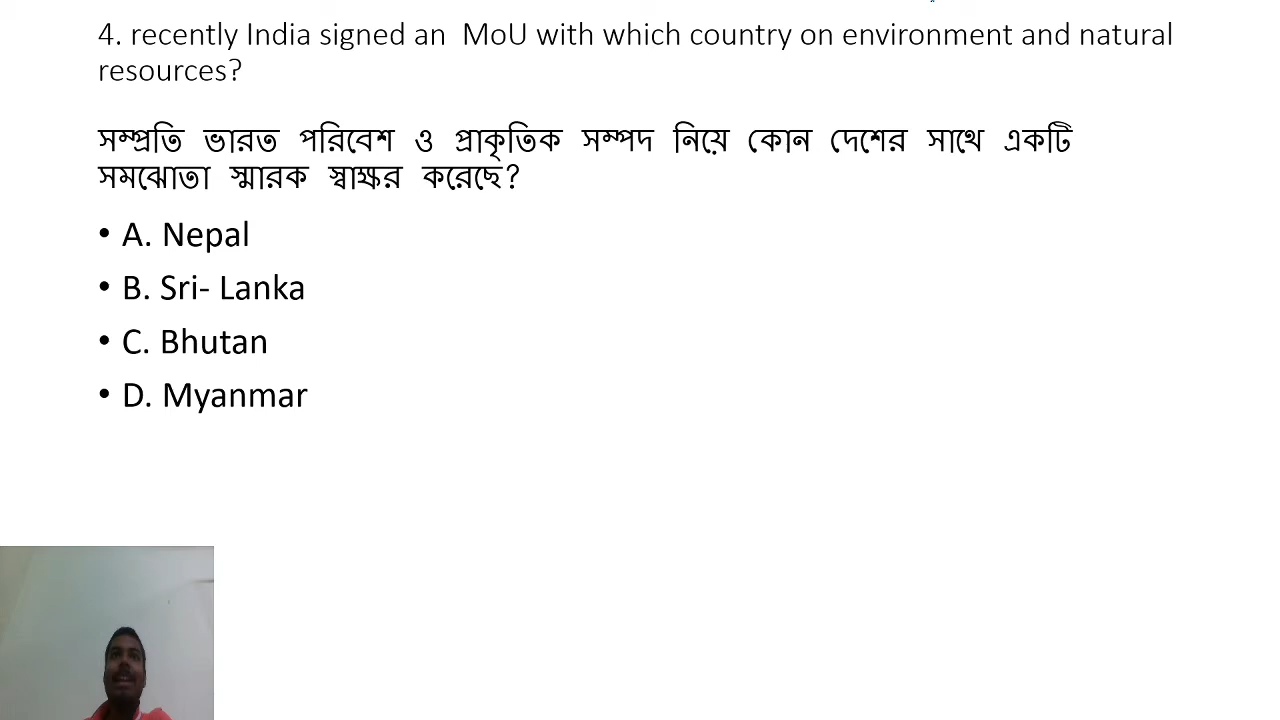 4. recently India signed an MoU with which country on environment and natural
resources?
সম্প্রতি ভারত পরিবেশ ও প্রাকৃতিক সম্পদ নিয়ে কোন দেশের সাথে একটি
সমঝোতা স্মারক স্বাক্ষর করেছে?
• A. Nepal
• B. Sri- Lanka
• C. Bhutan
• D. Myanmar